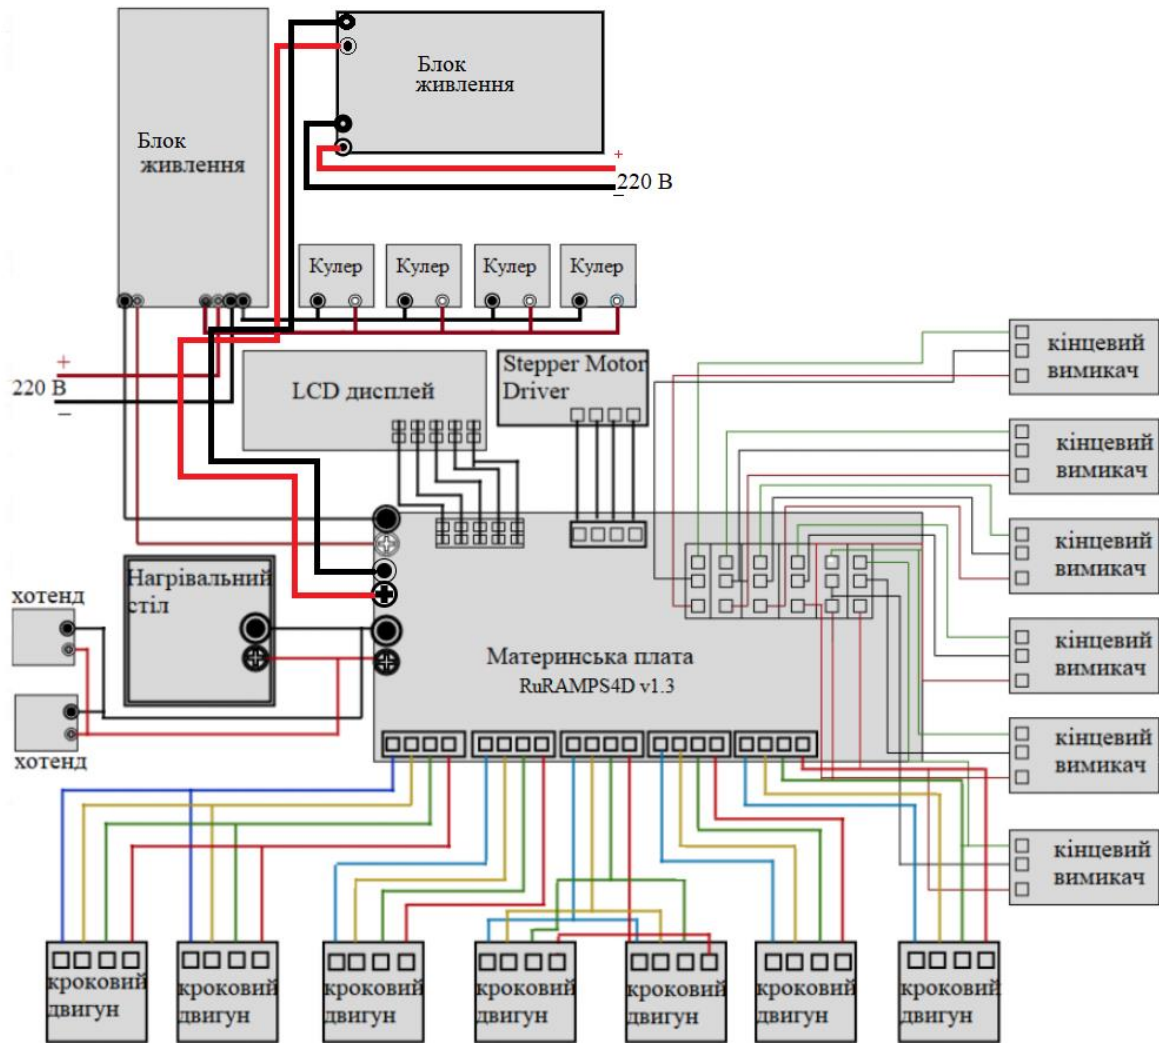 Блок
живлення
Блок
живлення
+
220 В
−
Кулер
Кулер
Кулер
Кулер
+
220 В
−
LCD дисплей
Stepper Motor
Driver
кінцевий
вимикач
кінцевий
вимикач
кінцевий
вимикач
кінцевий
вимикач
кінцевий
вимикач
кінцевий
вимикач
Нагрівальний
стіл
хотенд
хотенд
Материнська плата
RuRAMPS4D v1.3
кроковий
двигун
кроковий
двигун
кроковий
двигун
кроковий
двигун
кроковий
двигун
кроковий
двигун
кроковий
двигун